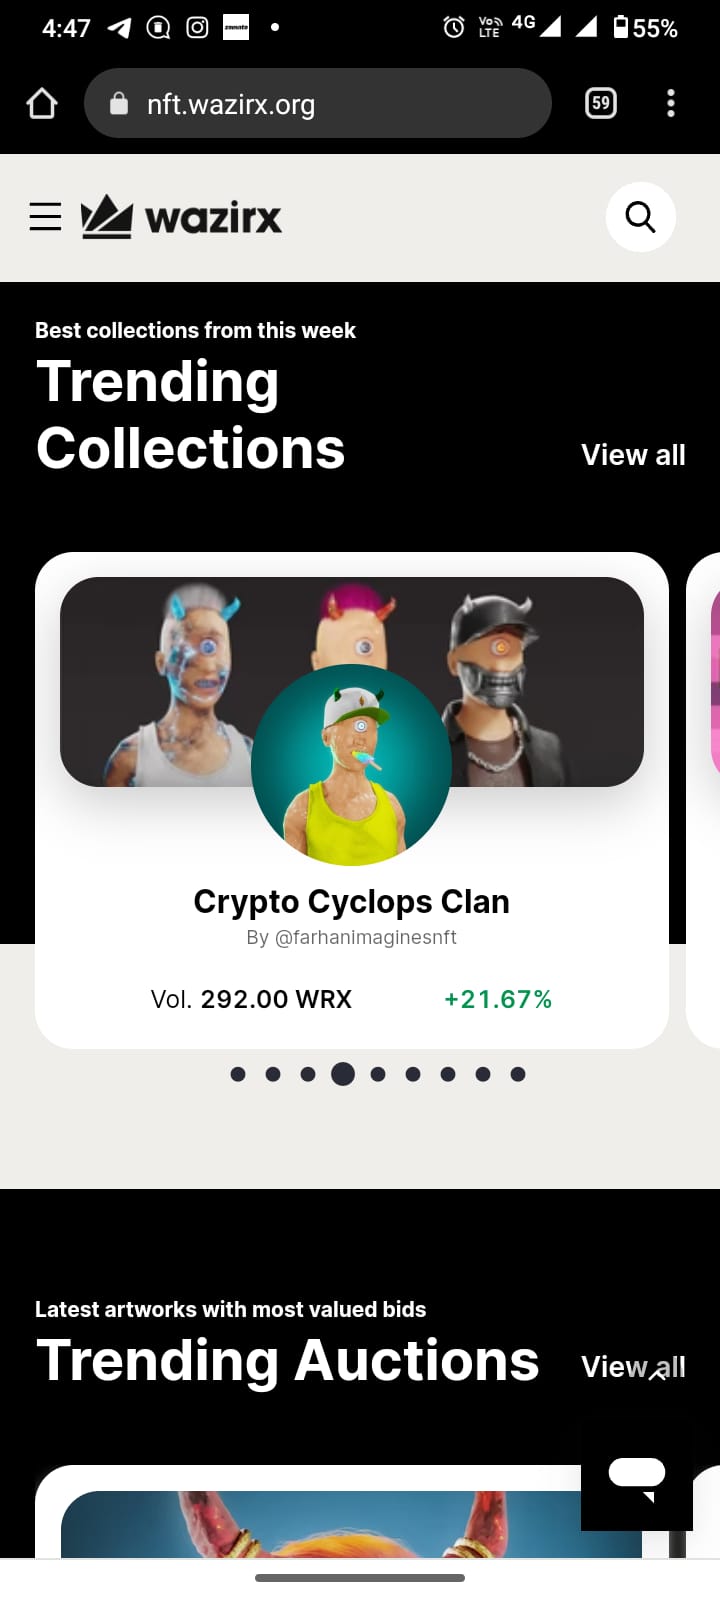 4:47
Vo
LTE
4G
55%
nft.wazirx.org
59
wazirx
Best collections from this week
Trending
Collections
View all
Crypto Cyclops Clan
By @farhanimaginesnft
Vol. 292.00 WRX
+21.67%
Latest artworks with most valued bids
Trending Auctions
View all